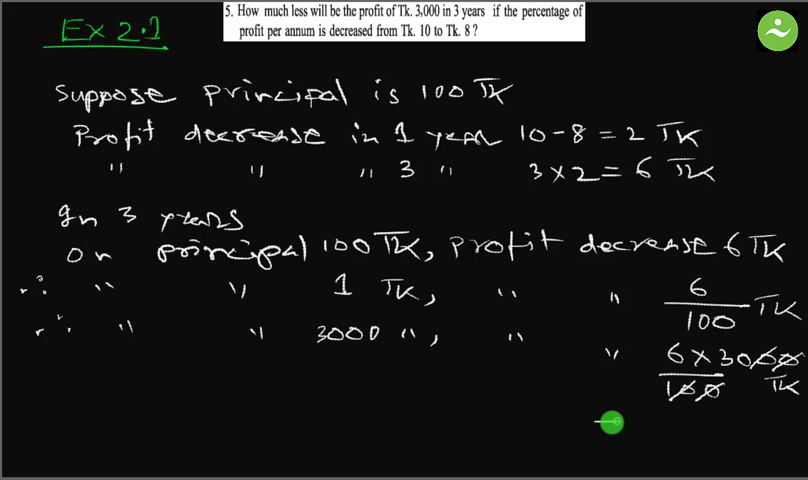 5. How much less will be the profit of Tk. 3,000 in 3 years if the percentage of
profit per annum is decreased from Tk. 10 to Tk. 8 ?
Ex 2.1
Suppose principal is 100 TK
Profit decrease in 1 year 10 - 8 = 2 TK
" " " 3 " 3 × 2 = 6 TK
In 3 years
On principal 100 TK, profit decrease 6 TK
∴ " " 1 TK, " " 6/100 TK
∴ " " 3000 ", " " 6 × 3000/100 TK